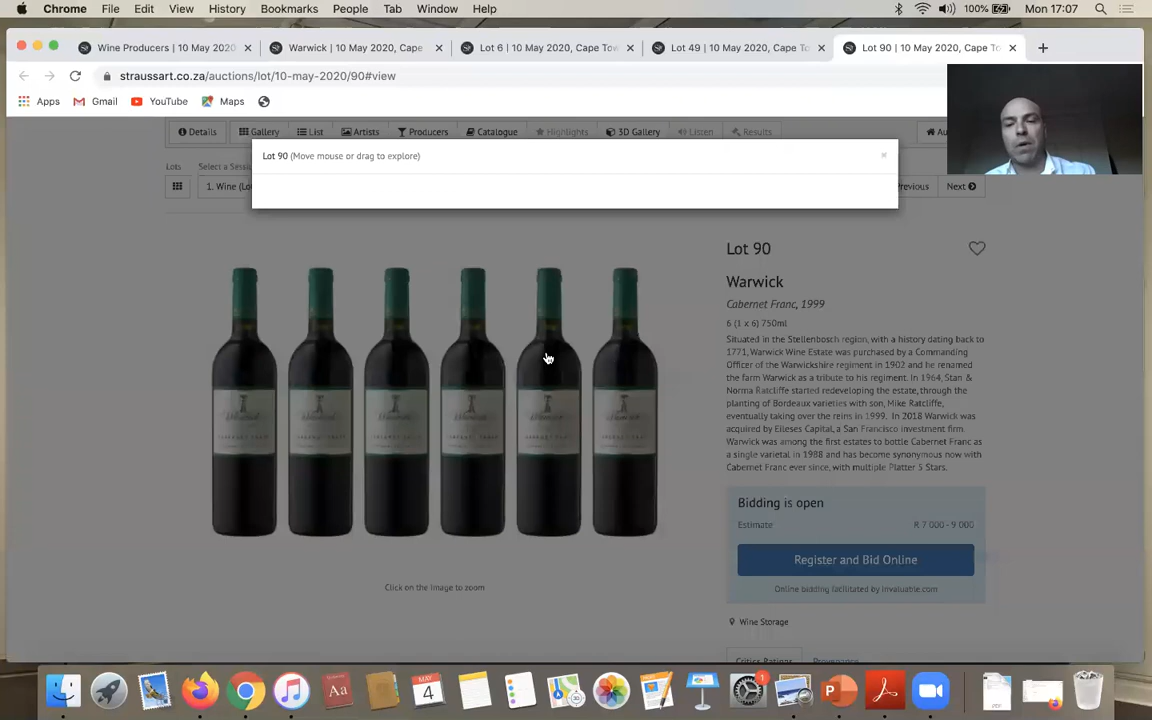 Chrome File Edit View History Bookmarks People Tab Window Help 100% Mon 17:07
Wine Producers | 10 May 2020 × Warwick | 10 May 2020, Cape × Lot 6 | 10 May 2020, Cape Tow × Lot 49 | 10 May 2020, Cape To × Lot 90 | 10 May 2020, Cape To × +
straussart.co.za/auctions/lot/10-may-2020/90#view
Apps Gmail YouTube Maps
Details Gallery List Artists Producers Catalogue Highlights 3D Gallery Listen Results
Lot 90 (Move mouse or drag to explore) ×
Lots Select a
1. Wine (Lo Next
Lot 90
Warwick
Cabernet Franc, 1999
6 (1 x 6) 750ml
Situated in the Stellenbosch region, with a history dating back to
1771, Warwick Wine Estate was purchased by a Commanding
Officer of the Warwickshire regiment in 1902 and he renamed
the farm Warwick as a tribute to his regiment. In 1964, Stan &
Norma Ratcliffe started redeveloping the estate, through the
planting of Bordeaux varieties with son, Mike Ratcliffe,
eventually taking over the reins in 1999. In 2018 Warwick was
acquired by Eileses Capital, a San Francisco investment firm.
Warwick was among the first estates to bottle Cabernet Franc as
a single varietal in 1988 and has become synonymous now with
Cabernet Franc ever since, with multiple Platter 5 Stars.
Bidding is open
Estimate R 7 000 - 9 000
Register and Bid Online
Online bidding facilitated by invaluable.com
Click on the image to zoom
Wine Storage
Critics Ratings Provenance
MAY
4
1